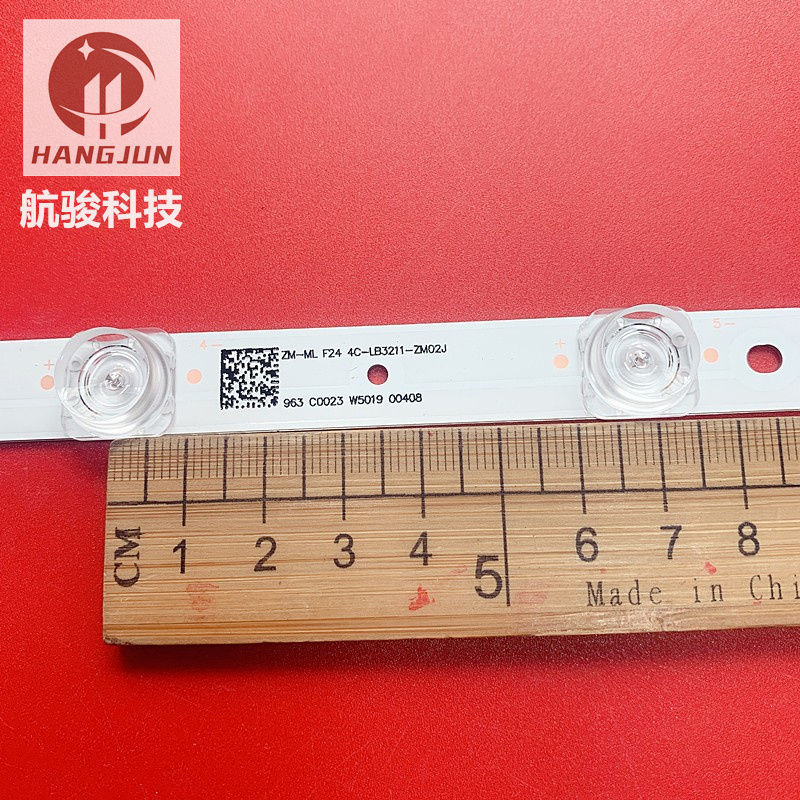 HANGJUN
航骏科技
4-
5-
ZM-ML F24 4C-LB3211-ZM02J
+
+
963 C0023 W5019 00408
CM 1 2 3 4 5 6 7 8
Made in Chi